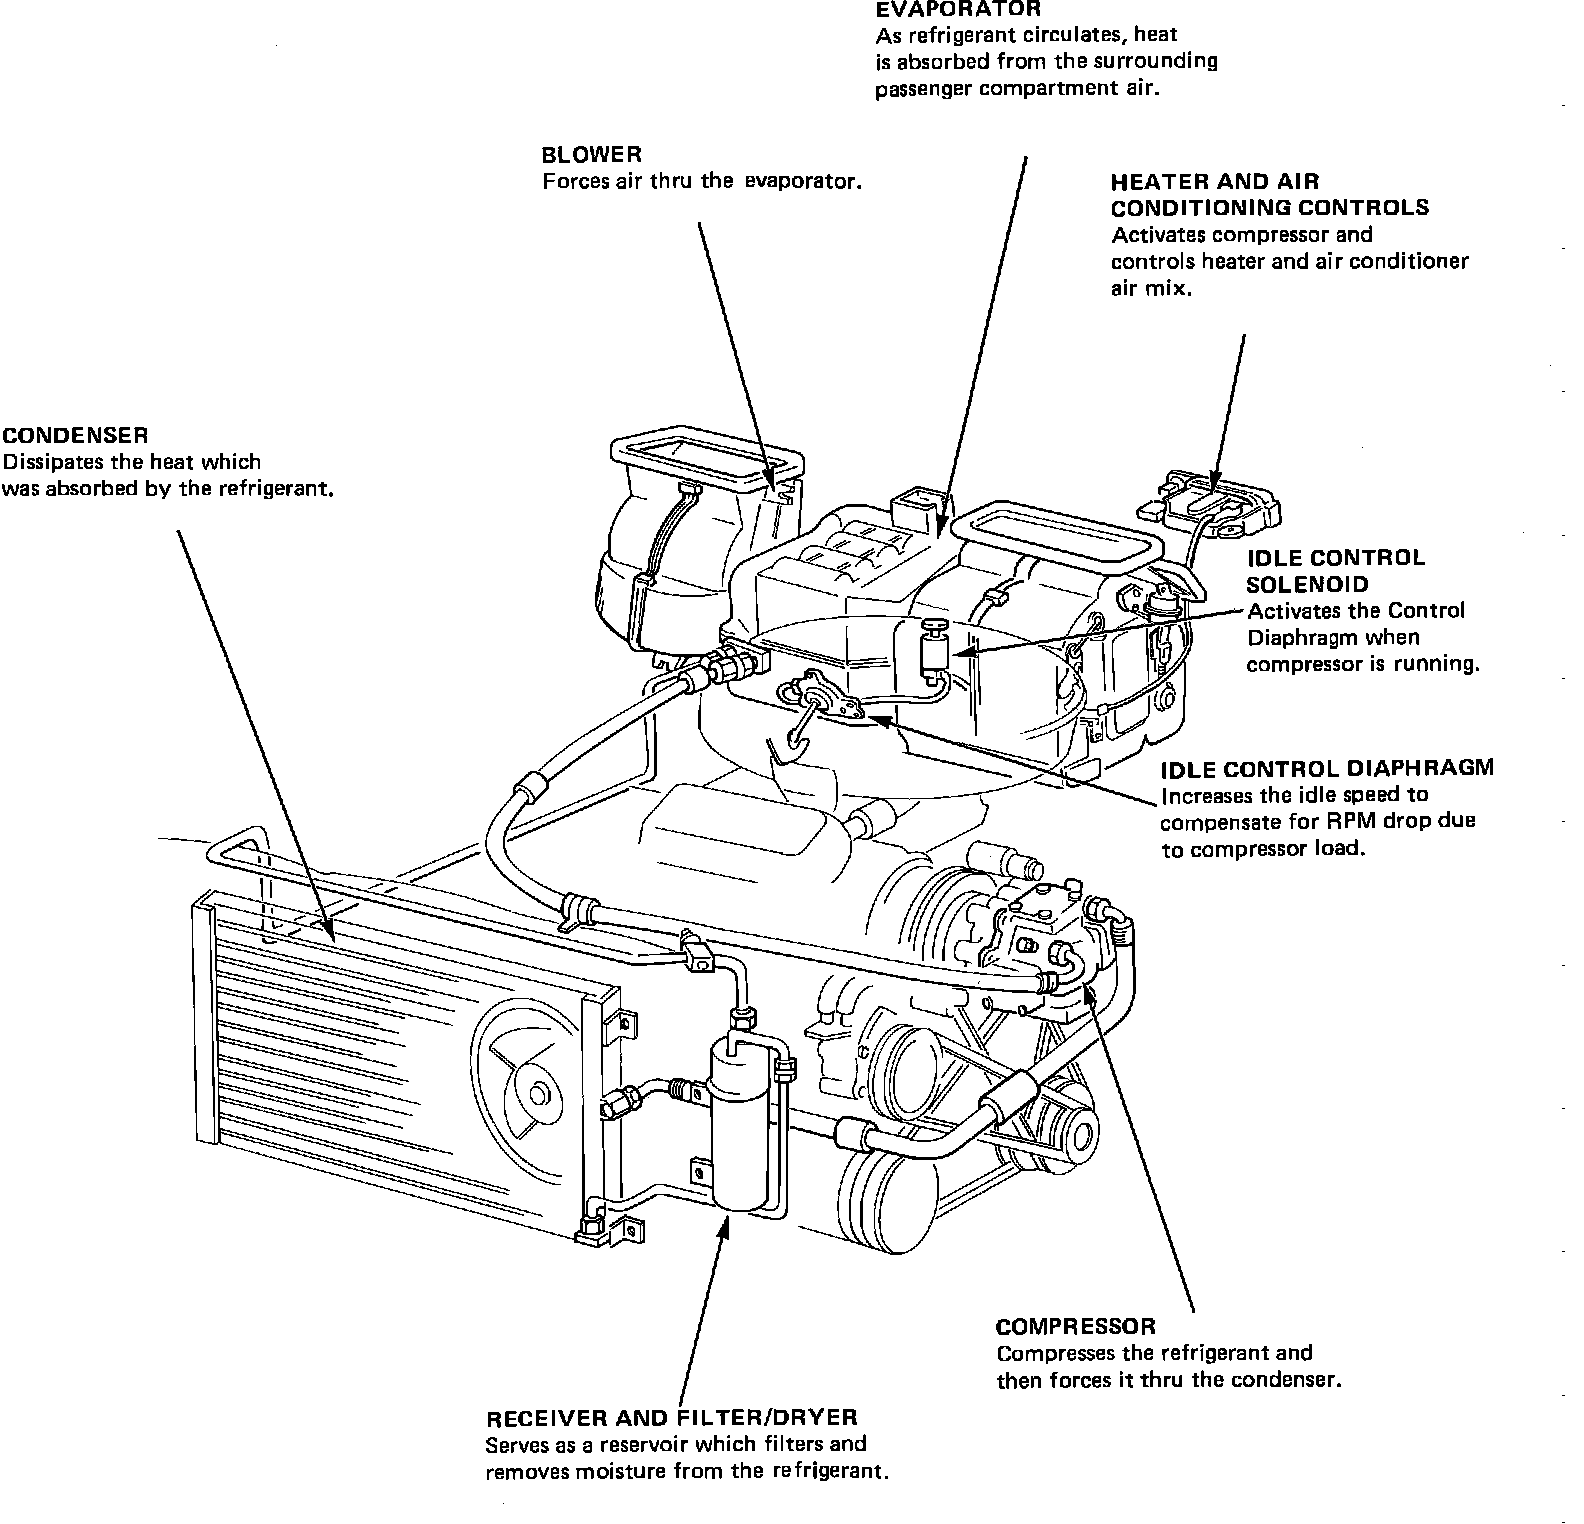 EVAPORATOR
As refrigerant circulates, heat
is absorbed from the surrounding
passenger compartment air.
BLOWER
Forces air thru the evaporator.
HEATER AND AIR
CONDITIONING CONTROLS
Activates compressor and
controls heater and air conditioner
air mix.
CONDENSER
Dissipates the heat which
was absorbed by the refrigerant.
IDLE CONTROL
SOLENOID
Activates the Control
Diaphragm when
compressor is running.
IDLE CONTROL DIAPHRAGM
Increases the idle speed to
compensate for RPM drop due
to compressor load.
COMPRESSOR
Compresses the refrigerant and
then forces it thru the condenser.
RECEIVER AND FILTER/DRYER
Serves as a reservoir which filters and
removes moisture from the refrigerant.